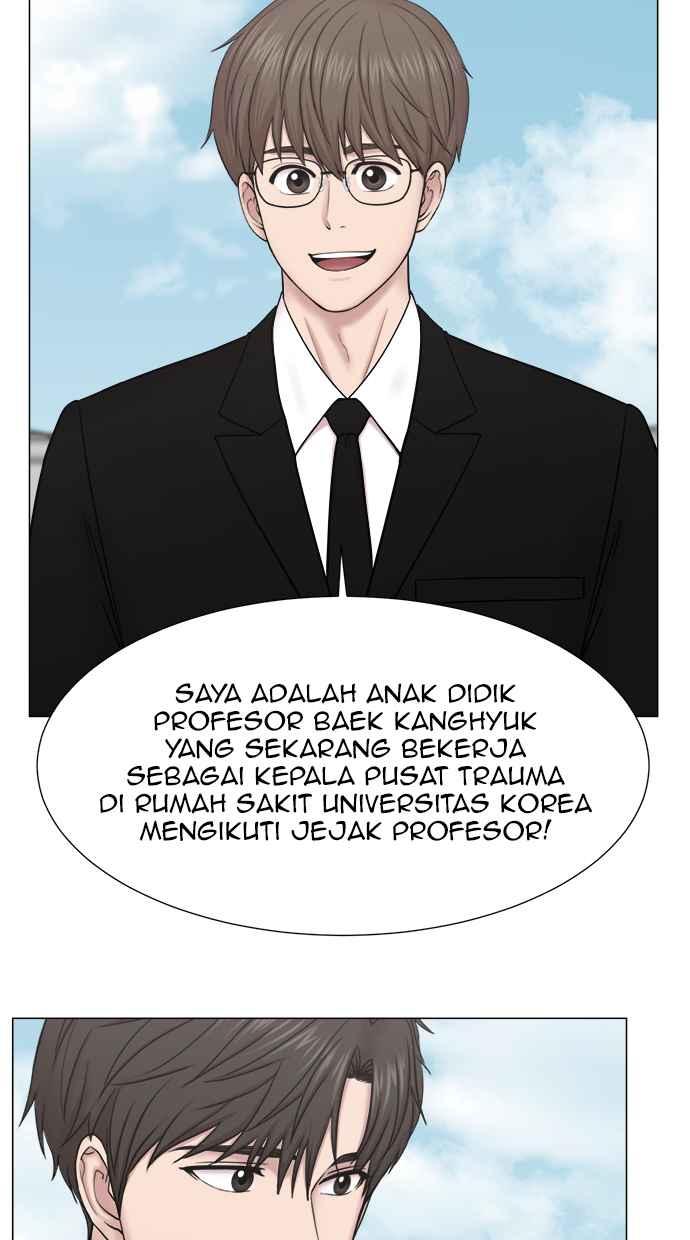 SAYA ADALAH ANAK DIDIK
PROFESOR BAEK KANGHYUK
YANG SEKARANG BEKERJA
SEBAGAI KEPALA PUSAT TRAUMA
DI RUMAH SAKIT UNIVERSITAS KOREA
MENGIKUTI JEJAK PROFESOR!